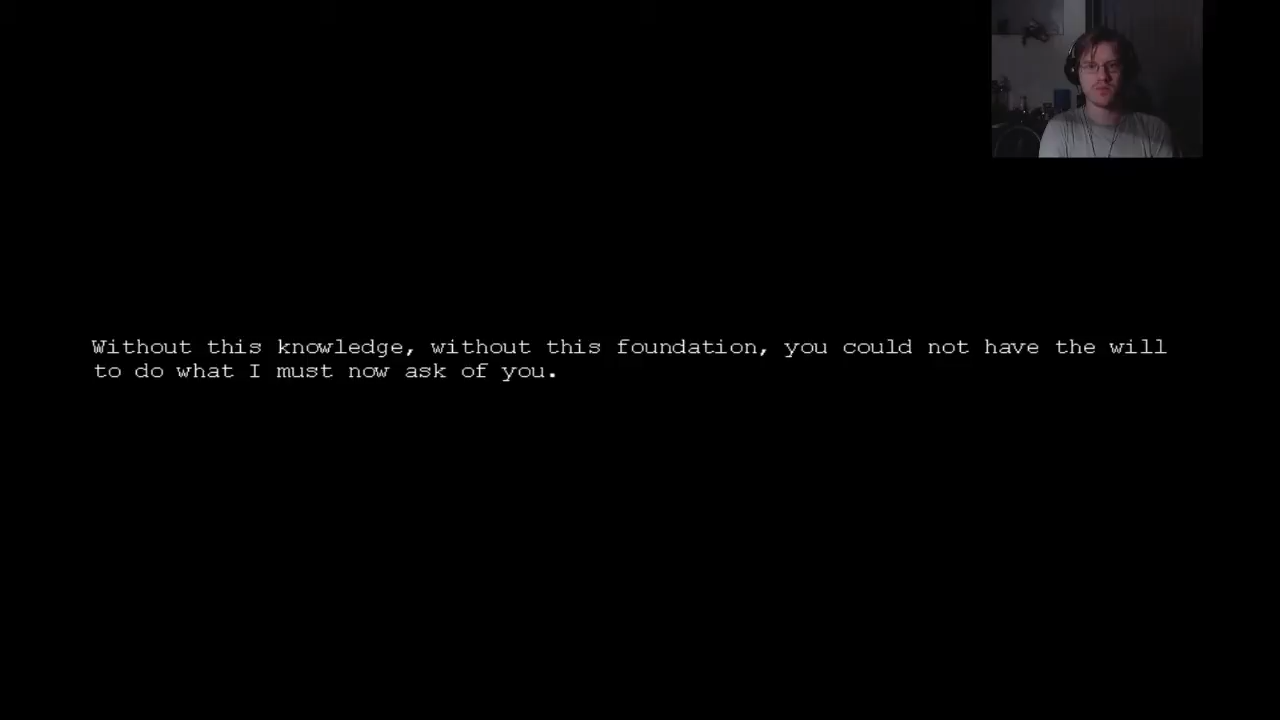 Without this knowledge, without this foundation, you could not have the will
to do what I must now ask of you.